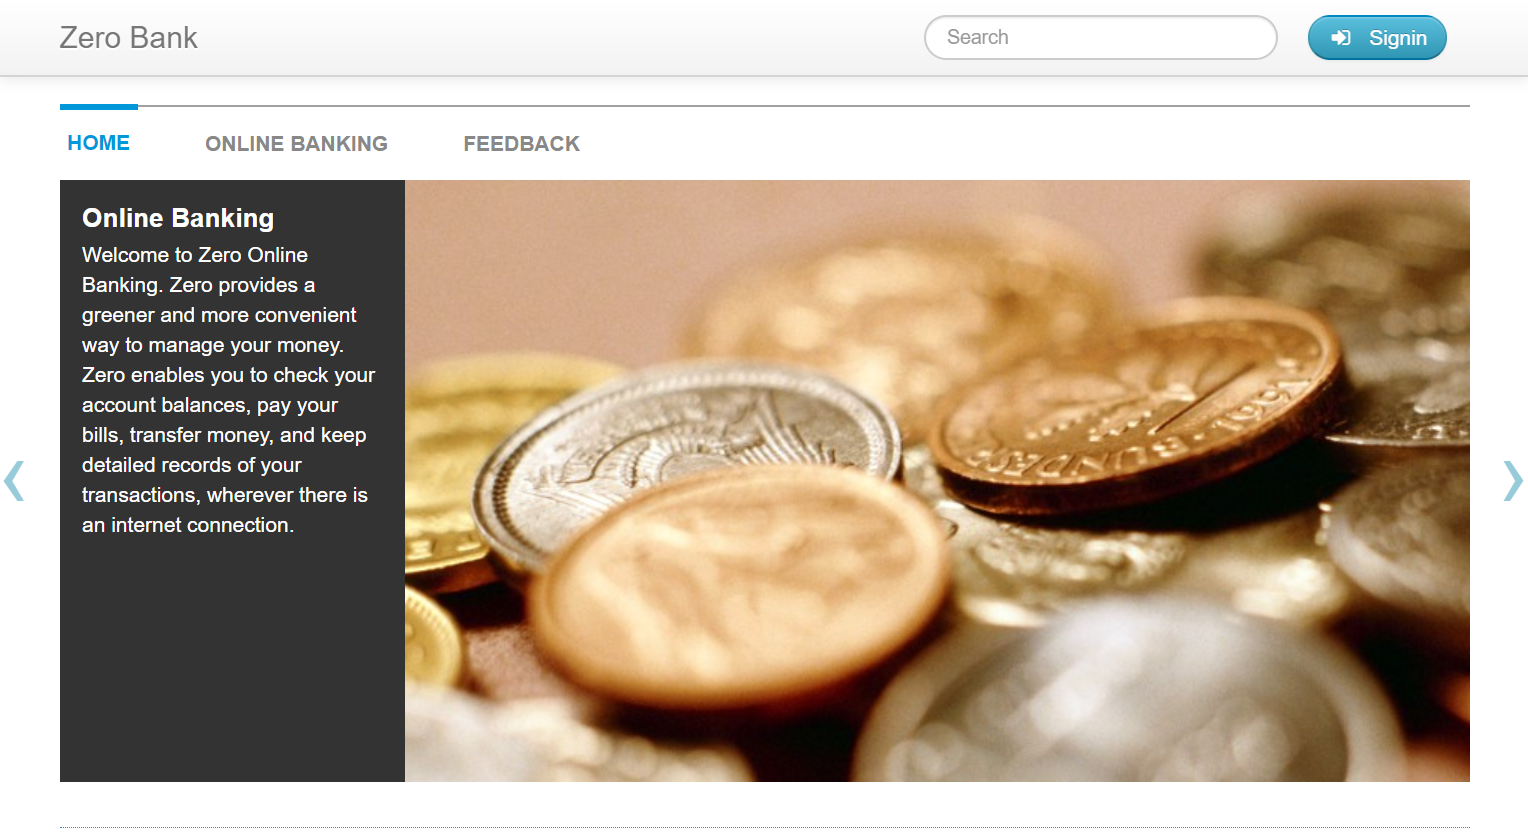 Zero Bank
Search
Signin
HOME
ONLINE BANKING
FEEDBACK
Online Banking
Welcome to Zero Online
Banking. Zero provides a
greener and more convenient
way to manage your money.
Zero enables you to check your
account balances, pay your
bills, transfer money, and keep
detailed records of your
transactions, wherever there is
an internet connection.
BUNDES
1991